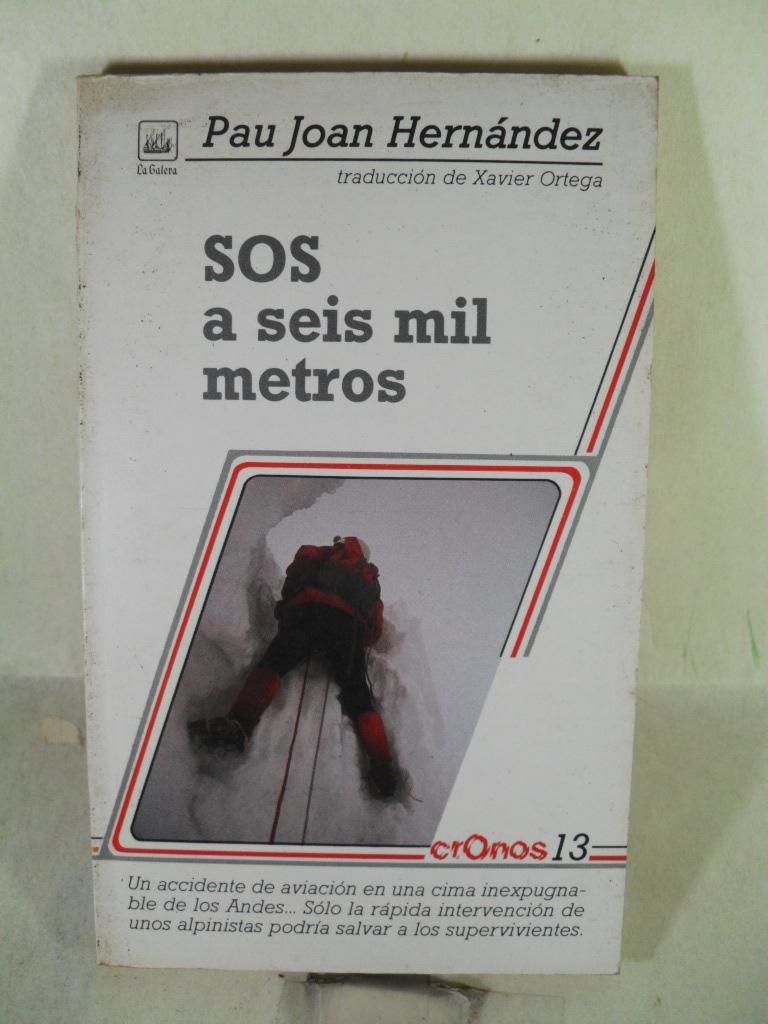 Pau Joan Hernández
La Galera
traducción de Xavier Ortega
SOS
a seis mil
metros
crOnos 13
Un accidente de aviación en una cima inexpugna-
ble de los Andes... Sólo la rápida intervención de
unos alpinistas podría salvar a los supervivientes.